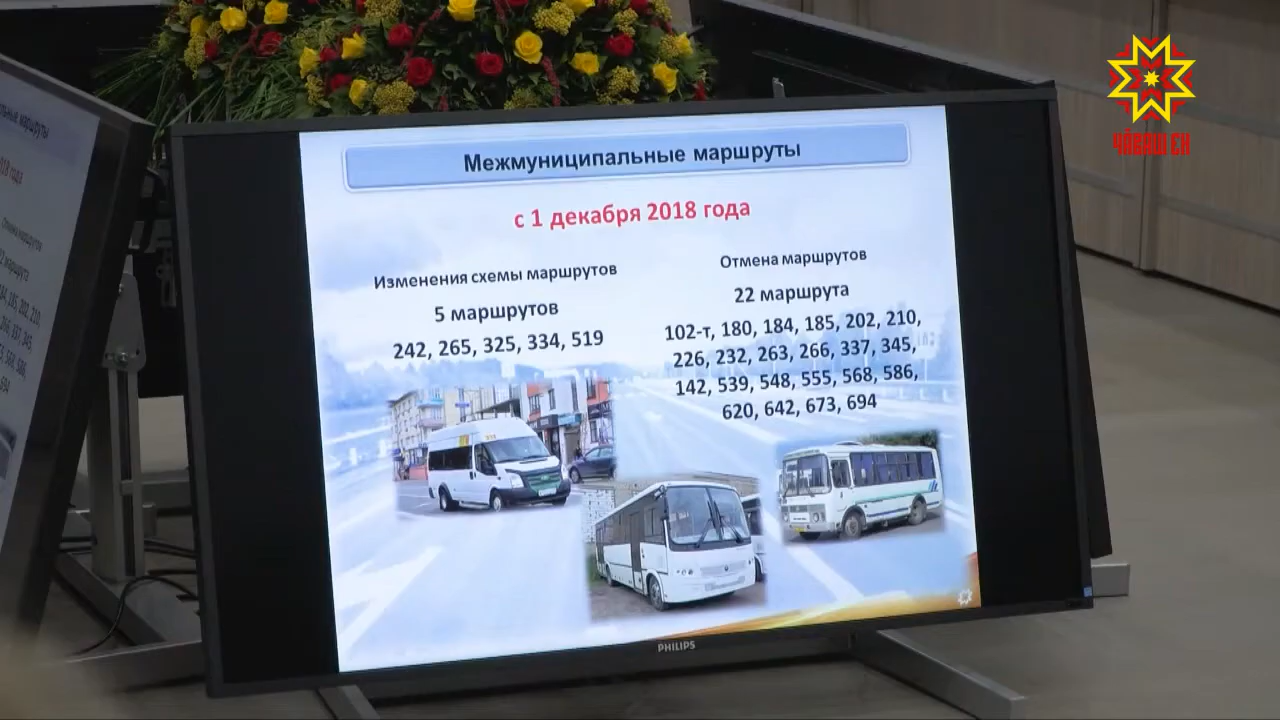 ЧӐВАШ ЕН
Межмуниципальные маршруты
с 1 декабря 2018 года
Изменения схемы маршрутов
5 маршрутов
242, 265, 325, 334, 519
Отмена маршрутов
22 маршрута
102-т, 180, 184, 185, 202, 210,
226, 232, 263, 266, 337, 345,
142, 539, 548, 555, 568, 586,
620, 642, 673, 694
PHILIPS